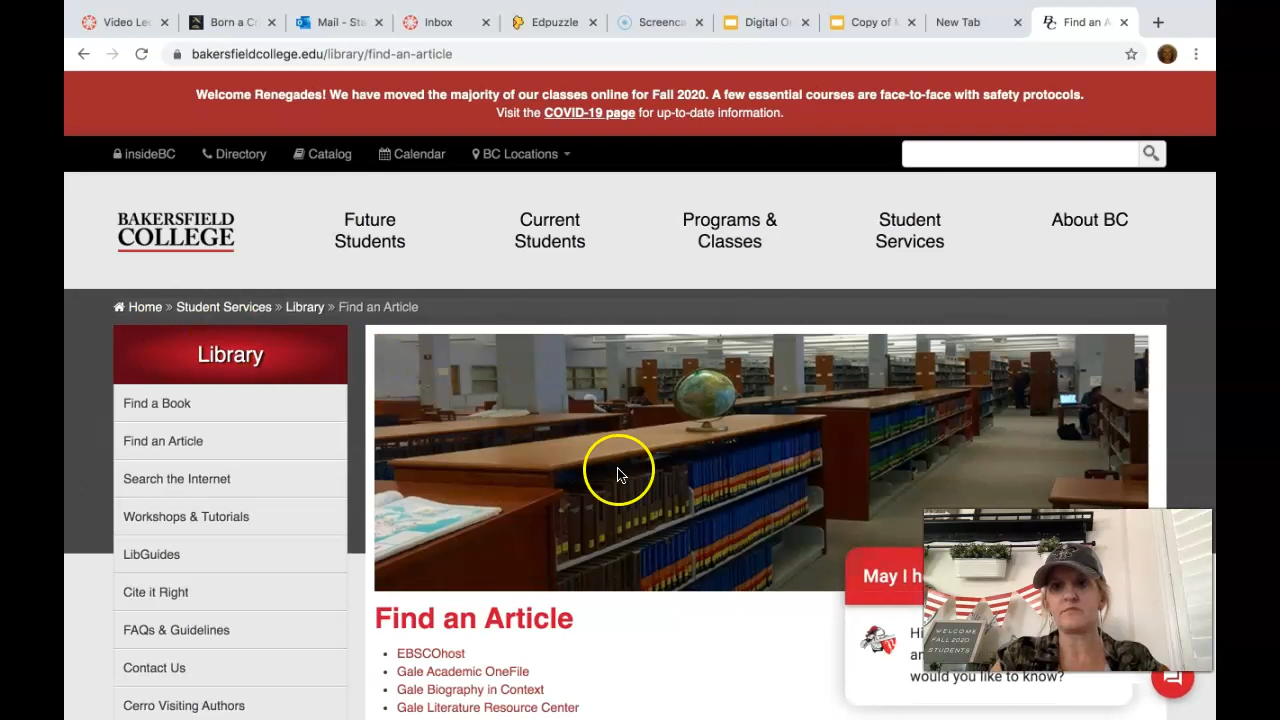 Video Le
Born a C
Mail - Sta
Inbox
Edpuzzle
Screenca
Digital O
Copy of M
New Tab
Find an A
bakersfieldcollege.edu/library/find-an-article
Welcome Renegades! We have moved the majority of our classes online for Fall 2020. A few essential courses are face-to-face with safety protocols.
Visit the COVID-19 page for up-to-date information.
insideBC
Directory
Catalog
Calendar
BC Locations
BAKERSFIELD
COLLEGE
Future
Students
Current
Students
Programs &
Classes
Student
Services
About BC
Home » Student Services » Library » Find an Article
Library
Find a Book
Find an Article
Search the Internet
Workshops & Tutorials
LibGuides
Cite it Right
FAQs & Guidelines
Contact Us
Cerro Visiting Authors
Find an Article
EBSCOhost
Gale Academic OneFile
Gale Biography in Context
Gale Literature Resource Center
May I h
Hi
an
would you like to know?
WELCOME
FALL 2020
STUDENTS